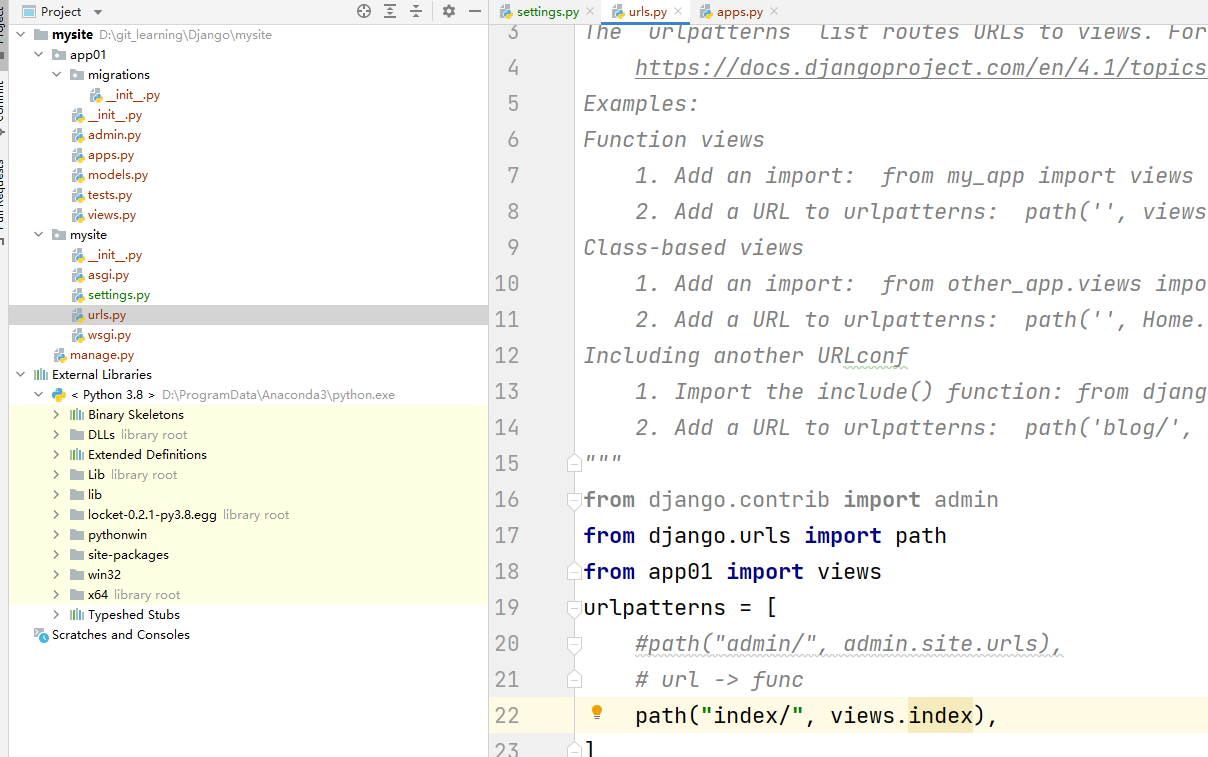 Project
settings.py
urls.py
apps.py
mysite D:\git_learning\Django\mysite
app01
migrations
__init__.py
__init__.py
admin.py
apps.py
models.py
tests.py
views.py
mysite
__init__.py
asgi.py
settings.py
urls.py
wsgi.py
manage.py
External Libraries
< Python 3.8 > D:\ProgramData\Anaconda3\python.exe
Binary Skeletons
DLLs library root
Extended Definitions
Lib library root
lib
locket-0.2.1-py3.8.egg library root
pythonwin
site-packages
win32
x64 library root
Typeshed Stubs
Scratches and Consoles
3 The `urlpatterns` list routes URLs to views. For
4 https://docs.djangoproject.com/en/4.1/topics
5 Examples:
6 Function views
7 1. Add an import:  from my_app import views
8 2. Add a URL to urlpatterns:  path('', views
9 Class-based views
10 1. Add an import:  from other_app.views impo
11 2. Add a URL to urlpatterns:  path('', Home.
12 Including another URLconf
13 1. Import the include() function: from djang
14 2. Add a URL to urlpatterns:  path('blog/',
15 """
16 from django.contrib import admin
17 from django.urls import path
18 from app01 import views
19 urlpatterns = [
20 #path("admin/", admin.site.urls),
21 # url -> func
22 path("index/", views.index),
23 ]